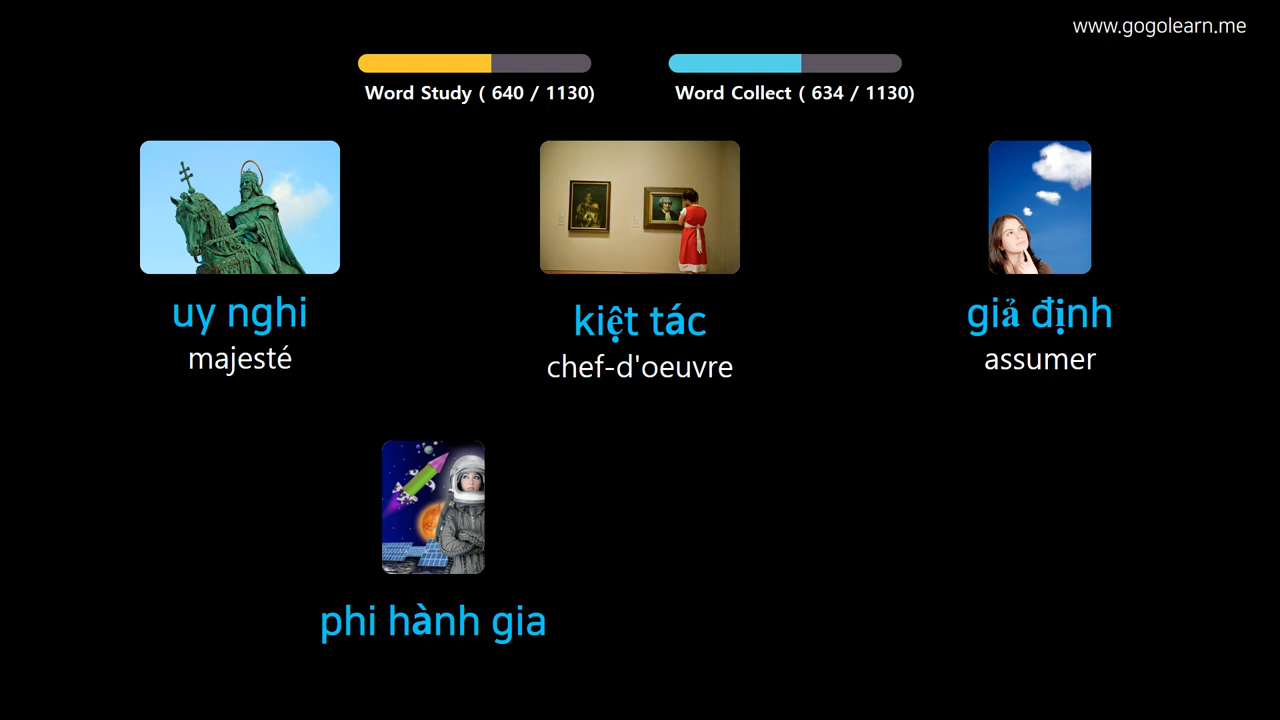 www.gogolearn.me
Word Study ( 640 / 1130)
Word Collect ( 634 / 1130)
uy nghi
majesté
kiệt tác
chef-d'oeuvre
giả định
assumer
phi hành gia